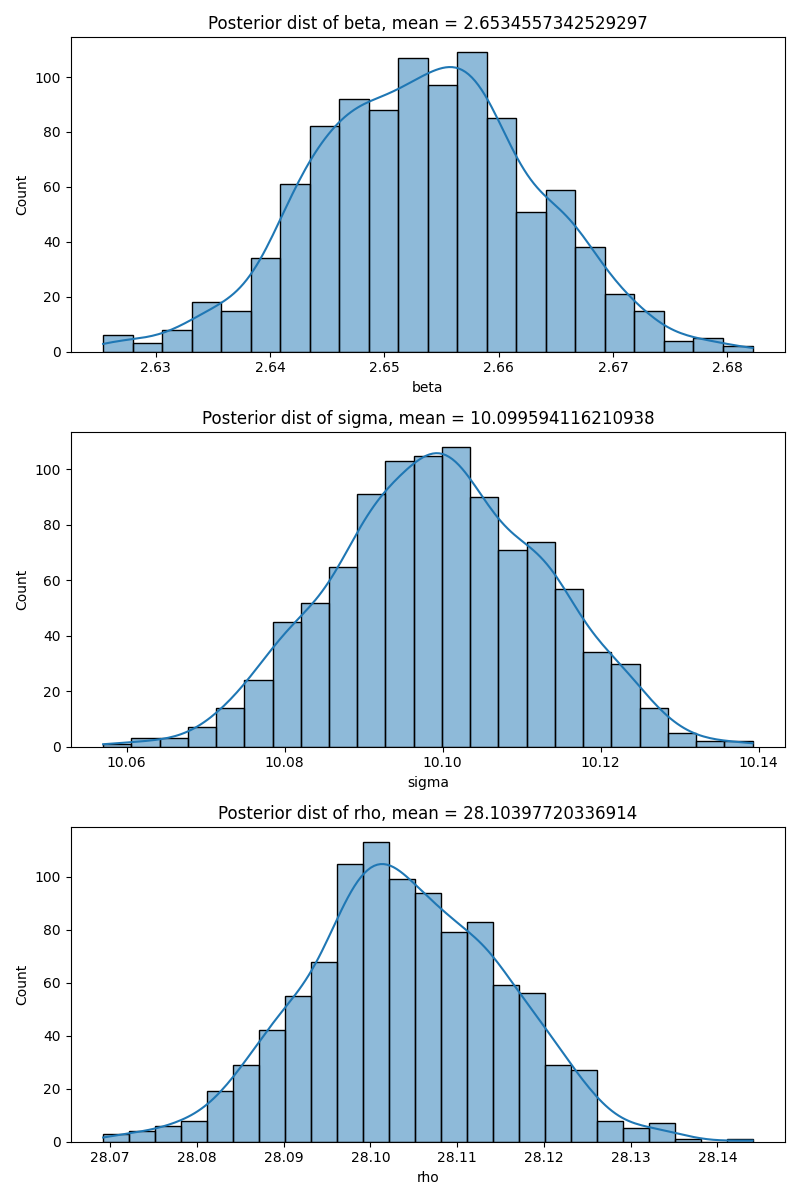 Posterior dist of beta, mean = 2.6534557342529297
100
80
60
40
20
0
Count
2.63 2.64 2.65 2.66 2.67 2.68
beta
Posterior dist of sigma, mean = 10.099594116210938
100
80
60
40
20
0
Count
10.06 10.08 10.10 10.12 10.14
sigma
Posterior dist of rho, mean = 28.10397720336914
100
80
60
40
20
0
Count
28.07 28.08 28.09 28.10 28.11 28.12 28.13 28.14
rho